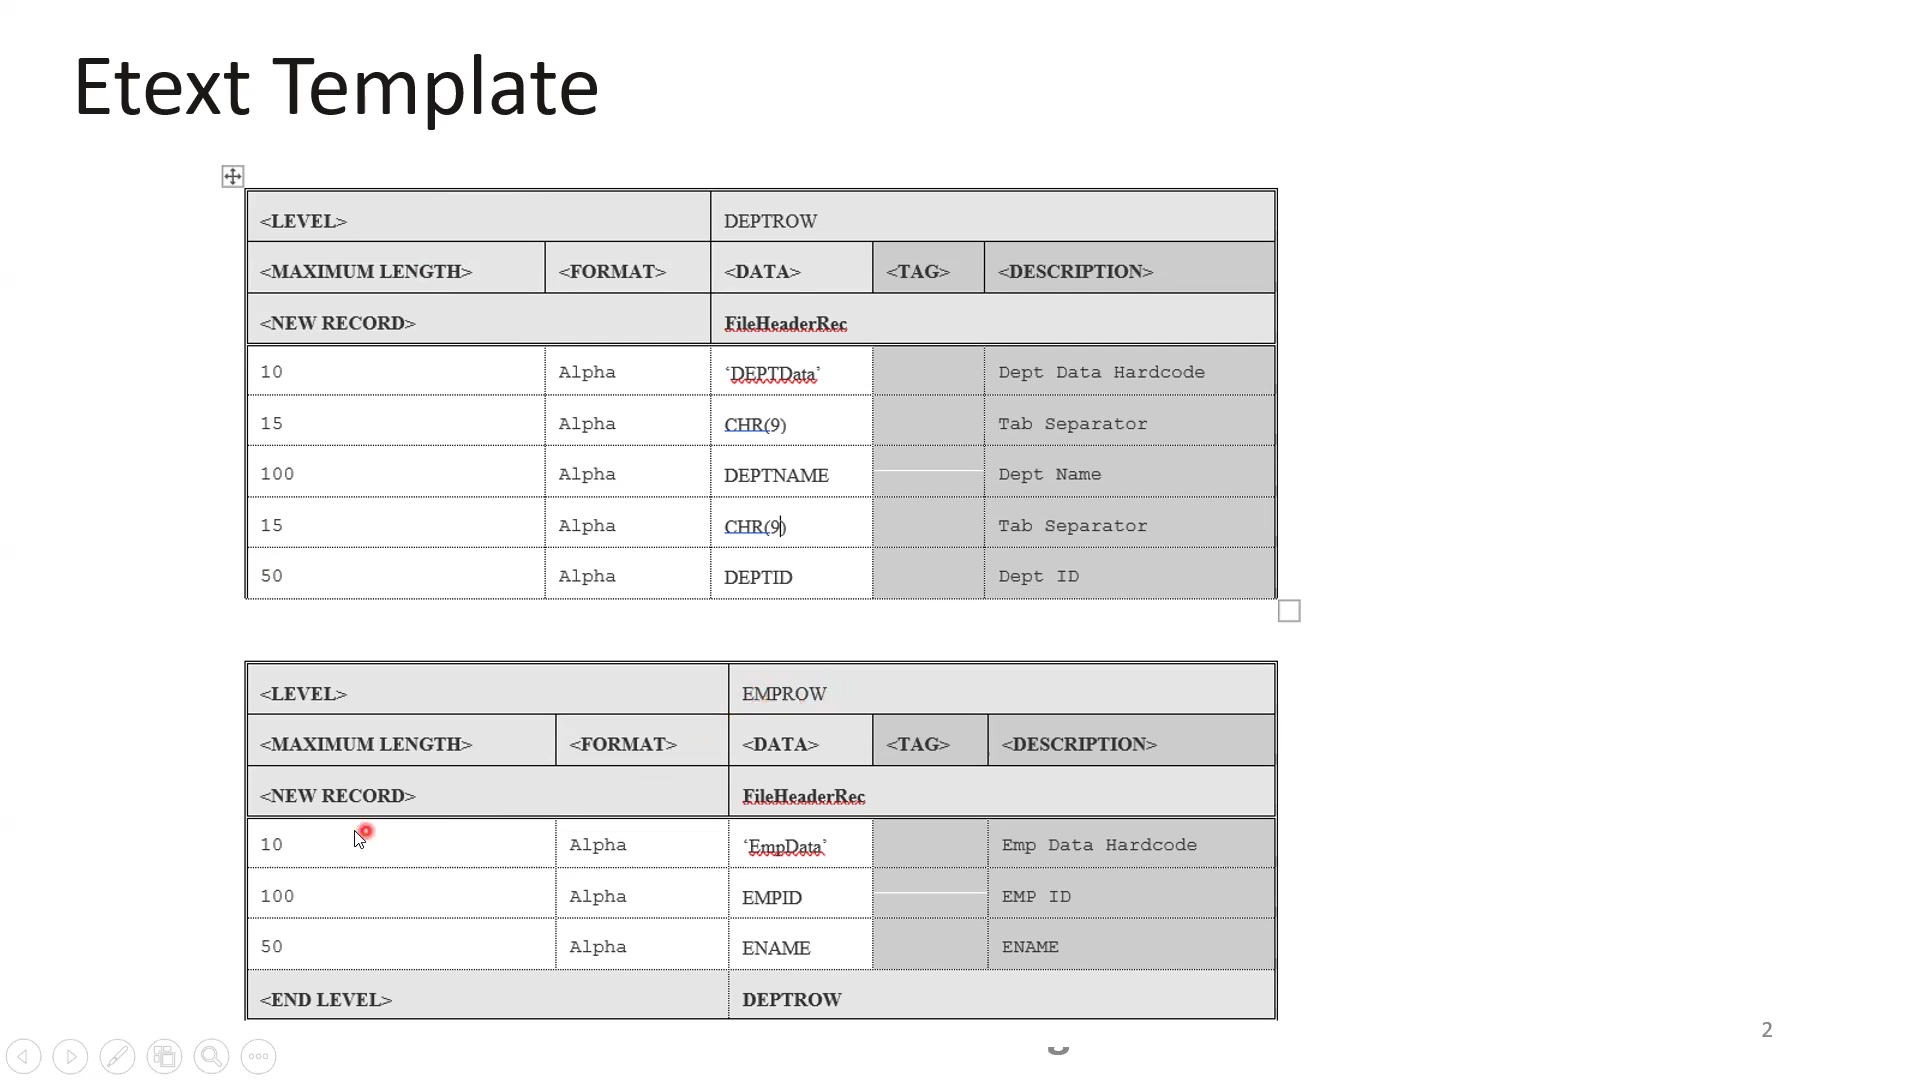 Etext Template
<LEVEL> DEPTROW
<MAXIMUM LENGTH> <FORMAT> <DATA> <TAG> <DESCRIPTION>
<NEW RECORD> FileHeaderRec
10 Alpha ‘DEPTData’ Dept Data Hardcode
15 Alpha CHR(9) Tab Separator
100 Alpha DEPTNAME Dept Name
15 Alpha CHR(9) Tab Separator
50 Alpha DEPTID Dept ID
<LEVEL> EMPROW
<MAXIMUM LENGTH> <FORMAT> <DATA> <TAG> <DESCRIPTION>
<NEW RECORD> FileHeaderRec
10 Alpha ‘EmpData’ Emp Data Hardcode
100 Alpha EMPID EMP ID
50 Alpha ENAME ENAME
<END LEVEL> DEPTROW
2